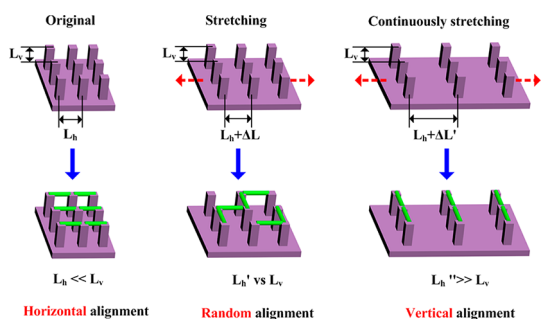 Original
Stretching
Continuously stretching
Lv
Lv
Lv
Lh
Lh+ΔL
Lh+ΔL'
Lh << Lv
Lh' vs Lv
Lh ''>> Lv
Horizontal alignment
Random alignment
Vertical alignment